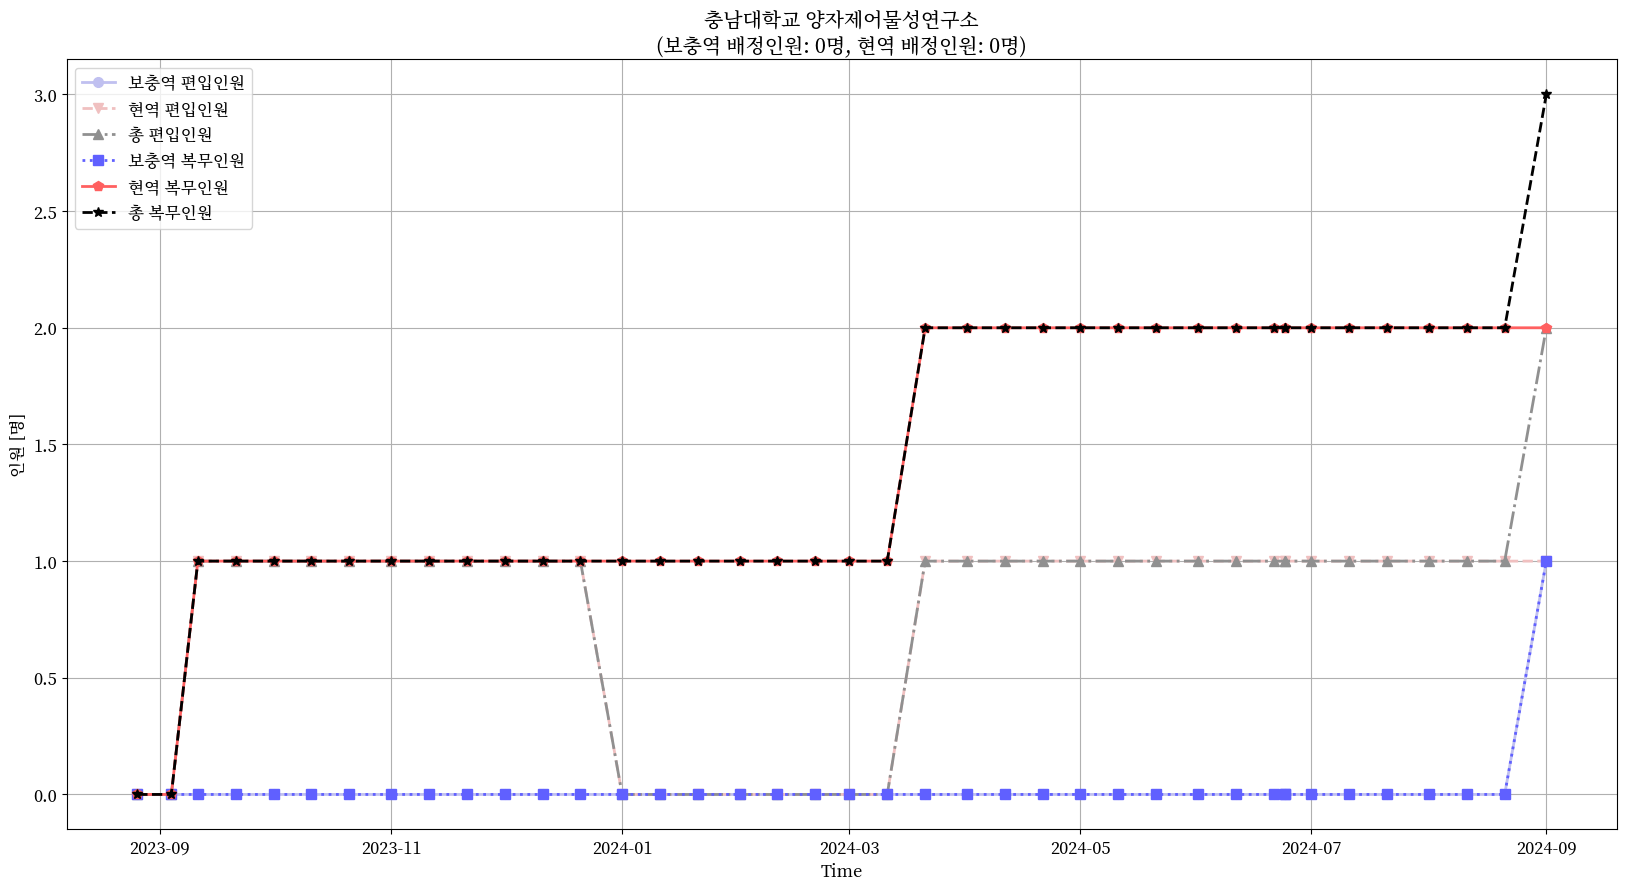 충남대학교 양자제어물성연구소
(보충역 배정인원: 0명, 현역 배정인원: 0명)
보충역 편입인원
현역 편입인원
총 편입인원
보충역 복무인원
현역 복무인원
총 복무인원
3.0
2.5
2.0
1.5
1.0
0.5
0.0
인원 [명]
2023-09
2023-11
2024-01
2024-03
2024-05
2024-07
2024-09
Time